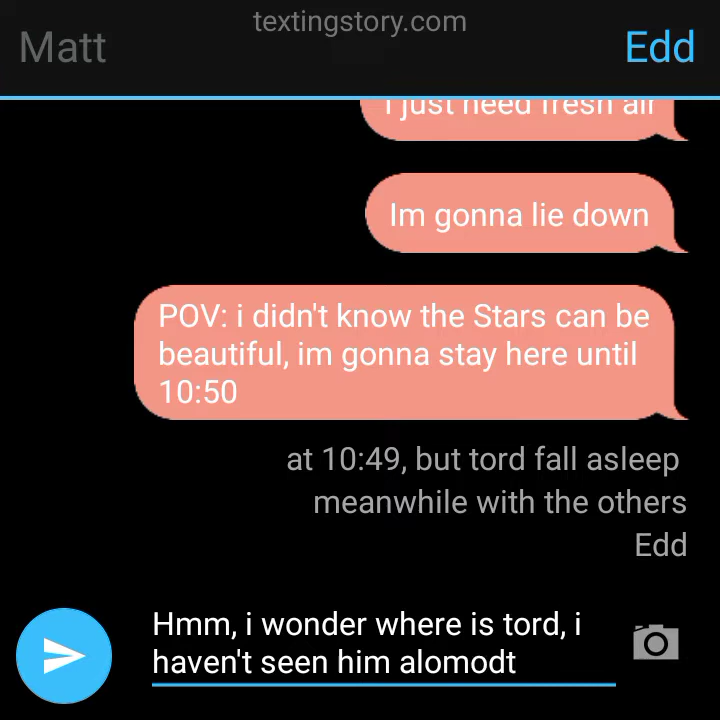 textingstory.com
Matt
Edd
i just need fresh air
Im gonna lie down
POV: i didn't know the Stars can be
beautiful, im gonna stay here until
10:50
at 10:49, but tord fall asleep
meanwhile with the others
Edd
Hmm, i wonder where is tord, i
haven't seen him alomodt